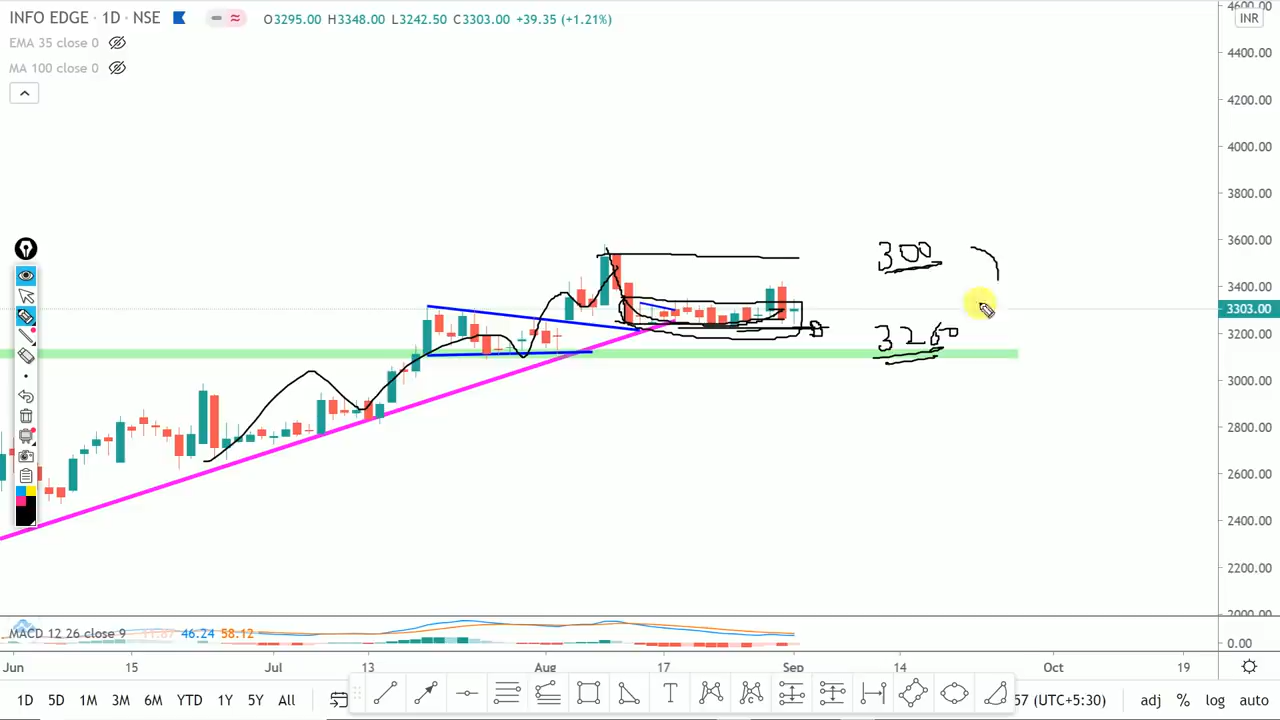 INFO EDGE · 1D · NSE O3295.00 H3348.00 L3242.50 C3303.00 +39.35 (+1.21%)
EMA 35 close 0
MA 100 close 0
INR
4400.00
4200.00
4000.00
3800.00
3600.00
3400.00
3303.00
3200.00
3000.00
2800.00
2600.00
2400.00
2200.00
2000.00
0.00
300
3260
MACD 12 26 close 9 11.87 46.24 58.12
Jun 15 Jul 13 Aug 17 Sep 14 Oct 19
1D 5D 1M 3M 6M YTD 1Y 5Y All
57 (UTC+5:30) adj % log auto